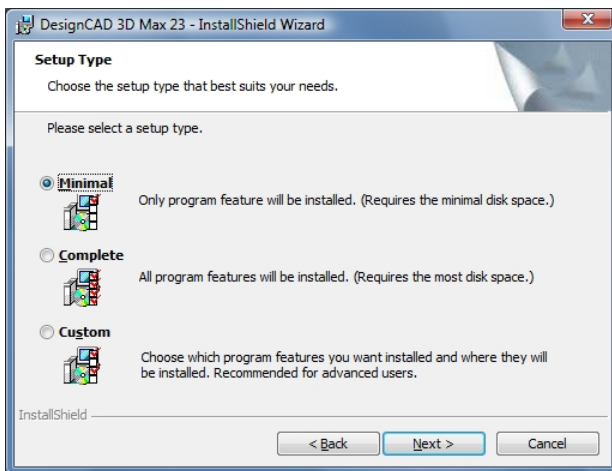 DesignCAD 3D Max 23 - InstallShield Wizard
Setup Type
Choose the setup type that best suits your needs.
Please select a setup type.
Minimal
Only program feature will be installed. (Requires the minimal disk space.)
Complete
All program features will be installed. (Requires the most disk space.)
Custom
Choose which program features you want installed and where they will
be installed. Recommended for advanced users.
InstallShield
< Back Next > Cancel